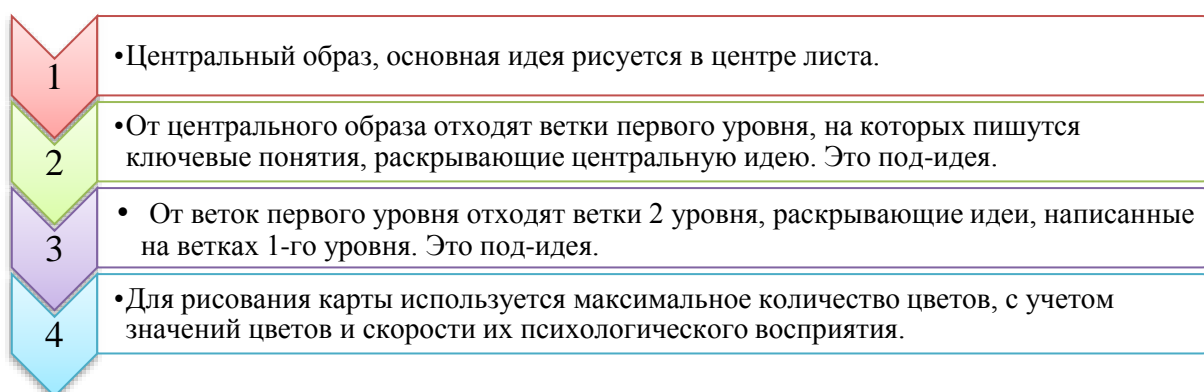 1
•Центральный образ, основная идея рисуется в центре листа.
2
•От центрального образа отходят ветки первого уровня, на которых пишутся
ключевые понятия, раскрывающие центральную идею. Это под-идея.
3
• От веток первого уровня отходят ветки 2 уровня, раскрывающие идеи, написанные
на ветках 1-го уровня. Это под-идея.
4
•Для рисования карты используется максимальное количество цветов, с учетом
значений цветов и скорости их психологического восприятия.